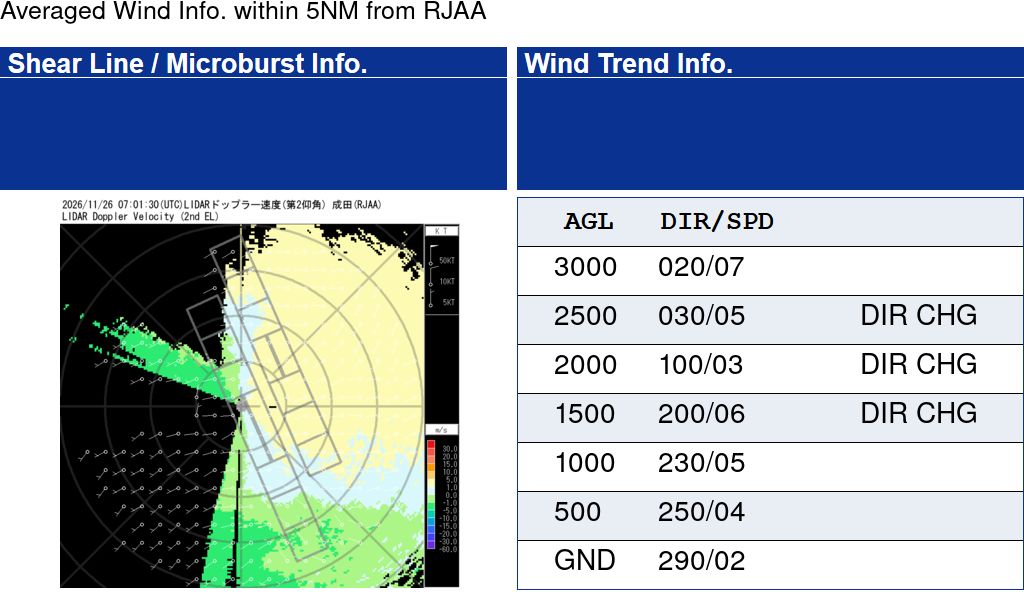 Averaged Wind Info. within 5NM from RJAA
Shear Line / Microburst Info.
Wind Trend Info.
2026/11/26 07:01:30(UTC)LIDARドップラー速度(第2仰角) 成田(RJAA)
LIDAR Doppler Velocity (2nd EL)
KT
50KT
10KT
5KT
m/s
30.0
20.0
15.0
10.0
5.0
1.0
0.0
-1.0
-5.0
-10.0
-15.0
-20.0
-30.0
-60.0
AGL DIR/SPD
3000 020/07
2500 030/05 DIR CHG
2000 100/03 DIR CHG
1500 200/06 DIR CHG
1000 230/05
500 250/04
GND 290/02